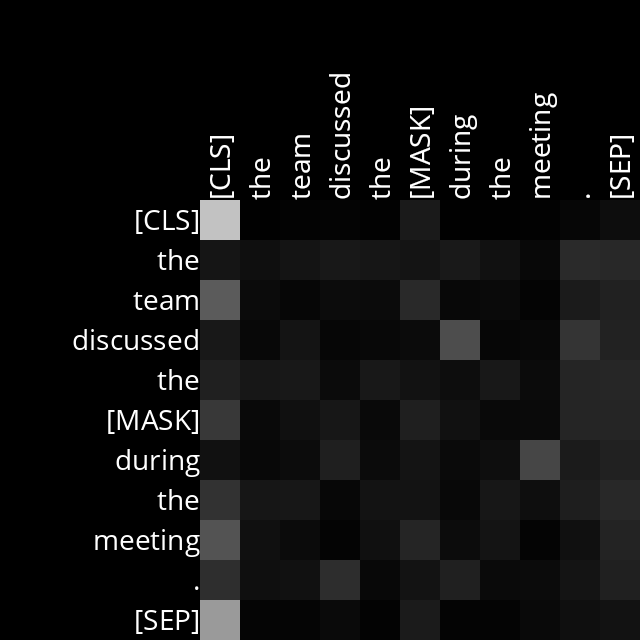 [CLS]
the
team
discussed
the
[MASK]
during
the
meeting
.
[SEP]
[CLS]
the
team
discussed
the
[MASK]
during
the
meeting
.
[SEP]